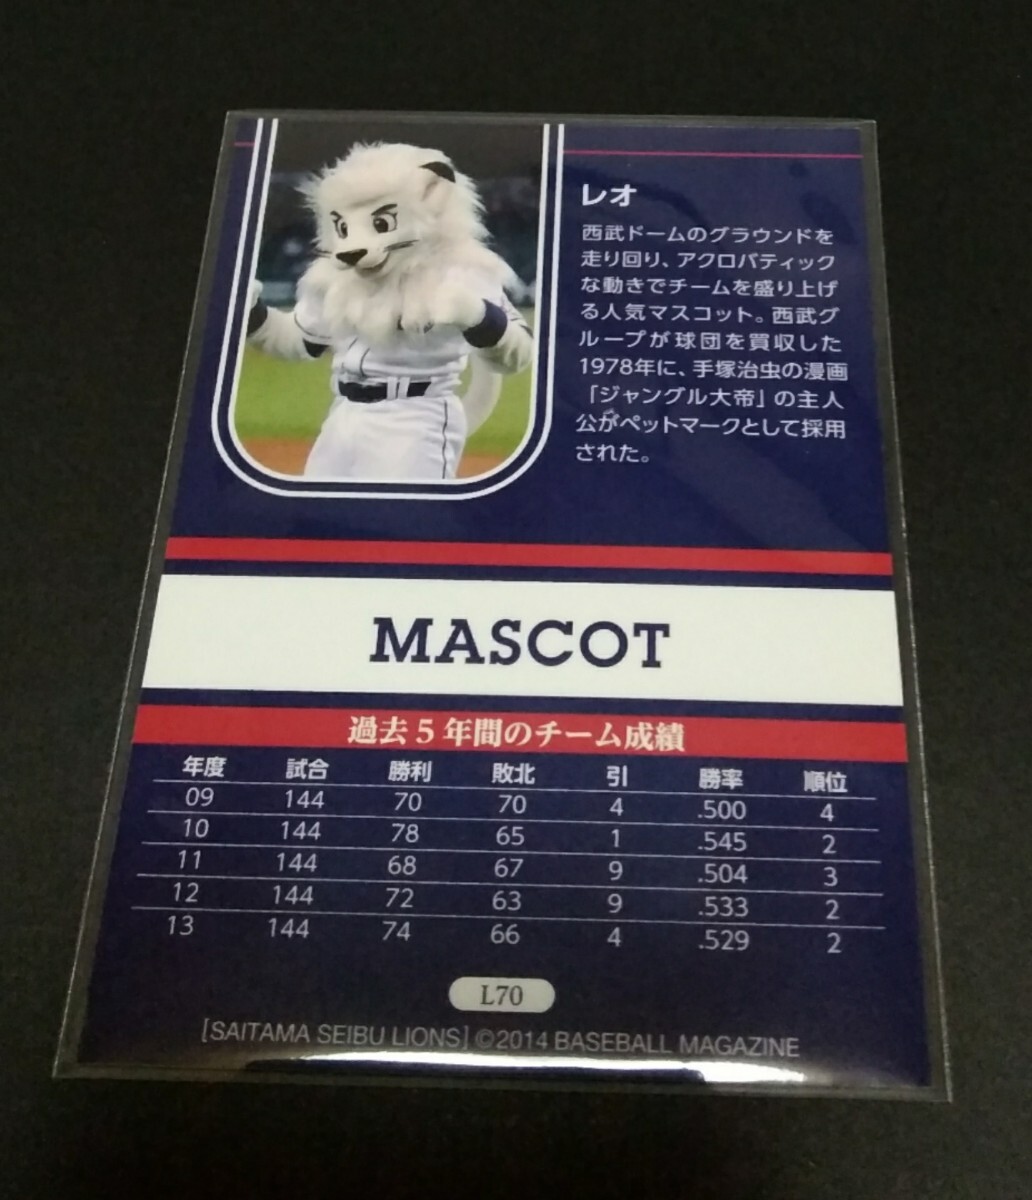 レオ
西武ドームのグラウンドを
走り回り、アクロバティック
な動きでチームを盛り上げ
る人気マスコット。西武グ
ループが球団を買収した
1978年に、手塚治虫の漫画
「ジャングル大帝」の主人
公がペットマークとして採用
された。
MASCOT
過去5年間のチーム成績
年度 試合 勝利 敗北 引 勝率 順位
09 144 70 70 4 .500 4
10 144 78 65 1 .545 2
11 144 68 67 9 .504 3
12 144 72 63 9 .533 2
13 144 74 66 4 .529 2
L70
[SAITAMA SEIBU LIONS] ©2014 BASEBALL MAGAZINE